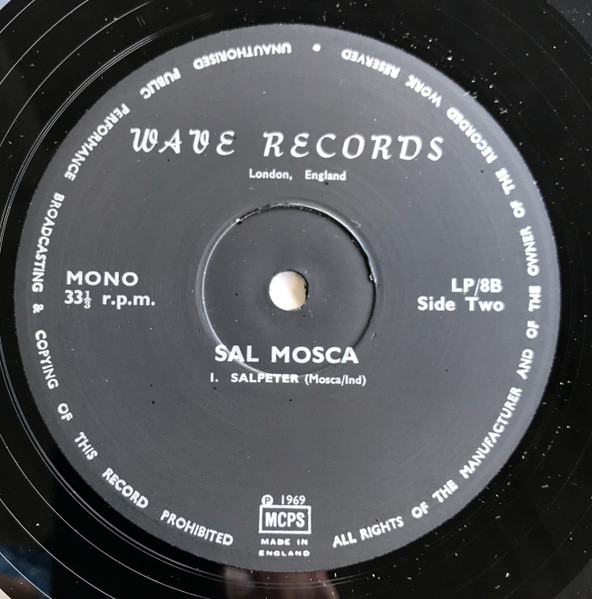 WAVE RECORDS
London, England
MONO
33⅓ r.p.m.
LP/8B
Side Two
SAL MOSCA
1. SALPETER (Mosca/Ind)
℗ 1969
MCPS
MADE IN
ENGLAND
ALL RIGHTS OF THE MANUFACTURER AND OF THE OWNER OF THE RECORDED WORK RESERVED • UNAUTHORISED PUBLIC PERFORMANCE BROADCASTING & COPYING OF THIS RECORD PROHIBITED